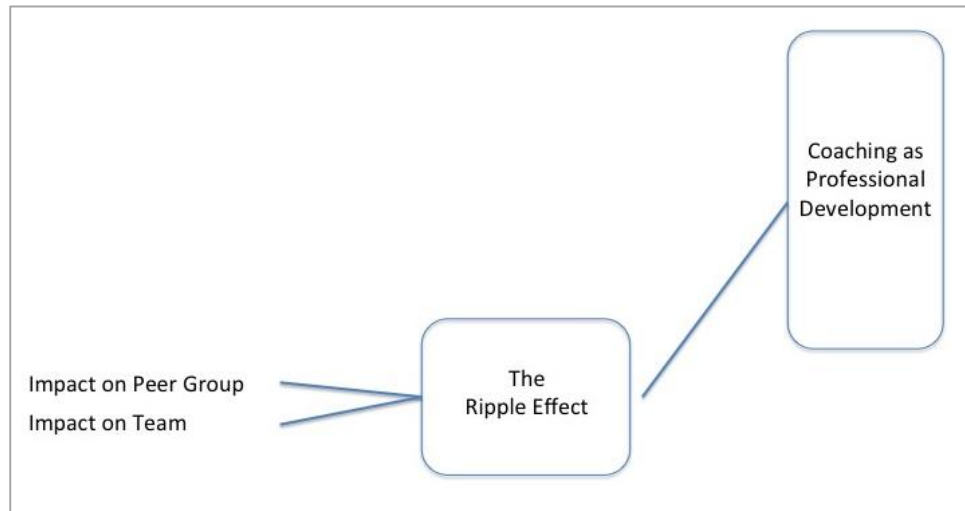 Coaching as
Professional
Development
The
Ripple Effect
Impact on Peer Group
Impact on Team